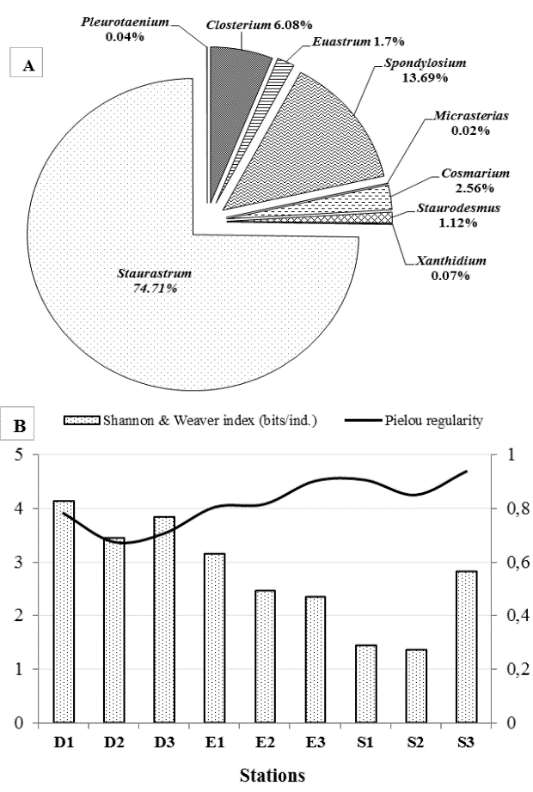 A
Pleurotaenium
0.04%
Closterium 6.08%
Euastrum 1.7%
Spondylosium
13.69%
Micrasterias
0.02%
Cosmarium
2.56%
Staurodesmus
1.12%
Xanthidium
0.07%
Staurastrum
74.71%
B
Shannon & Weaver index (bits/ind.)
Pielou regularity
5
4
3
2
1
0
1
0,8
0,6
0,4
0,2
0
D1 D2 D3 E1 E2 E3 S1 S2 S3
Stations